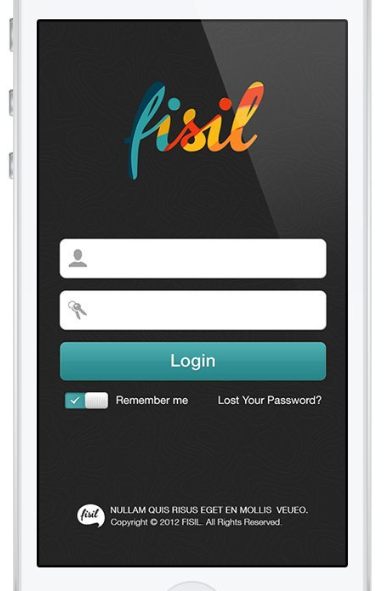 fisil
Login
Remember me Lost Your Password?
fisil NULLAM QUIS RISUS EGET EN MOLLIS VEUEO.
Copyright © 2012 FISIL. All Rights Reserved.